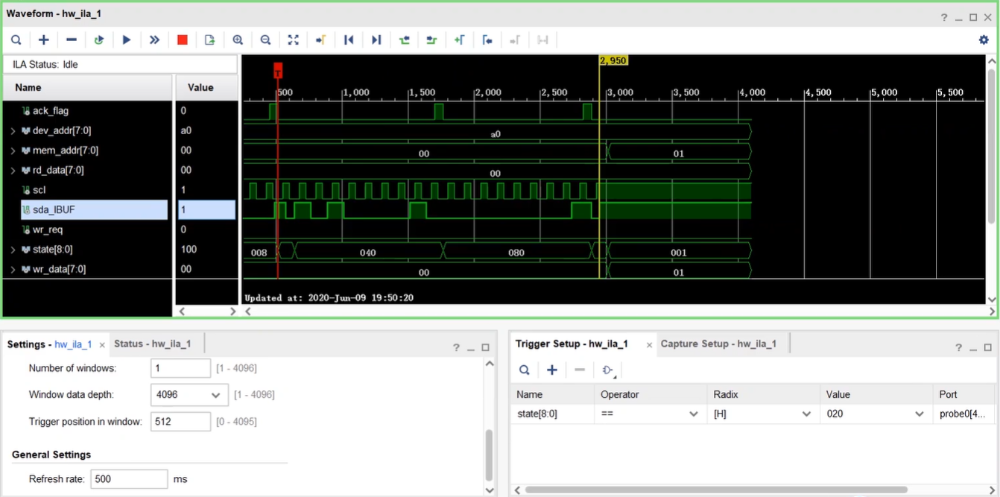 Waveform - hw_ila_1
ILA Status: Idle
2,950
Name Value
T
500 1,000 1,500 2,000 2,500 3,000 3,500 4,000 4,500 5,000 5,500
ack_flag 0
dev_addr[7:0] a0 a0
mem_addr[7:0] 00 00 01
rd_data[7:0] 00 00
scl 1
sda_IBUF 1
wr_req 0
state[8:0] 100 008 040 080 001
wr_data[7:0] 00 00 01
Updated at: 2020-Jun-09 19:50:20
Settings - hw_ila_1 × Status - hw_ila_1
Number of windows: 1 [1 - 4096]
Window data depth: 4096 [1 - 4096]
Trigger position in window: 512 [0 - 4095]
General Settings
Refresh rate: 500 ms
Trigger Setup - hw_ila_1 × Capture Setup - hw_ila_1
Name Operator Radix Value Port
state[8:0] == [H] 020 probe0[4...